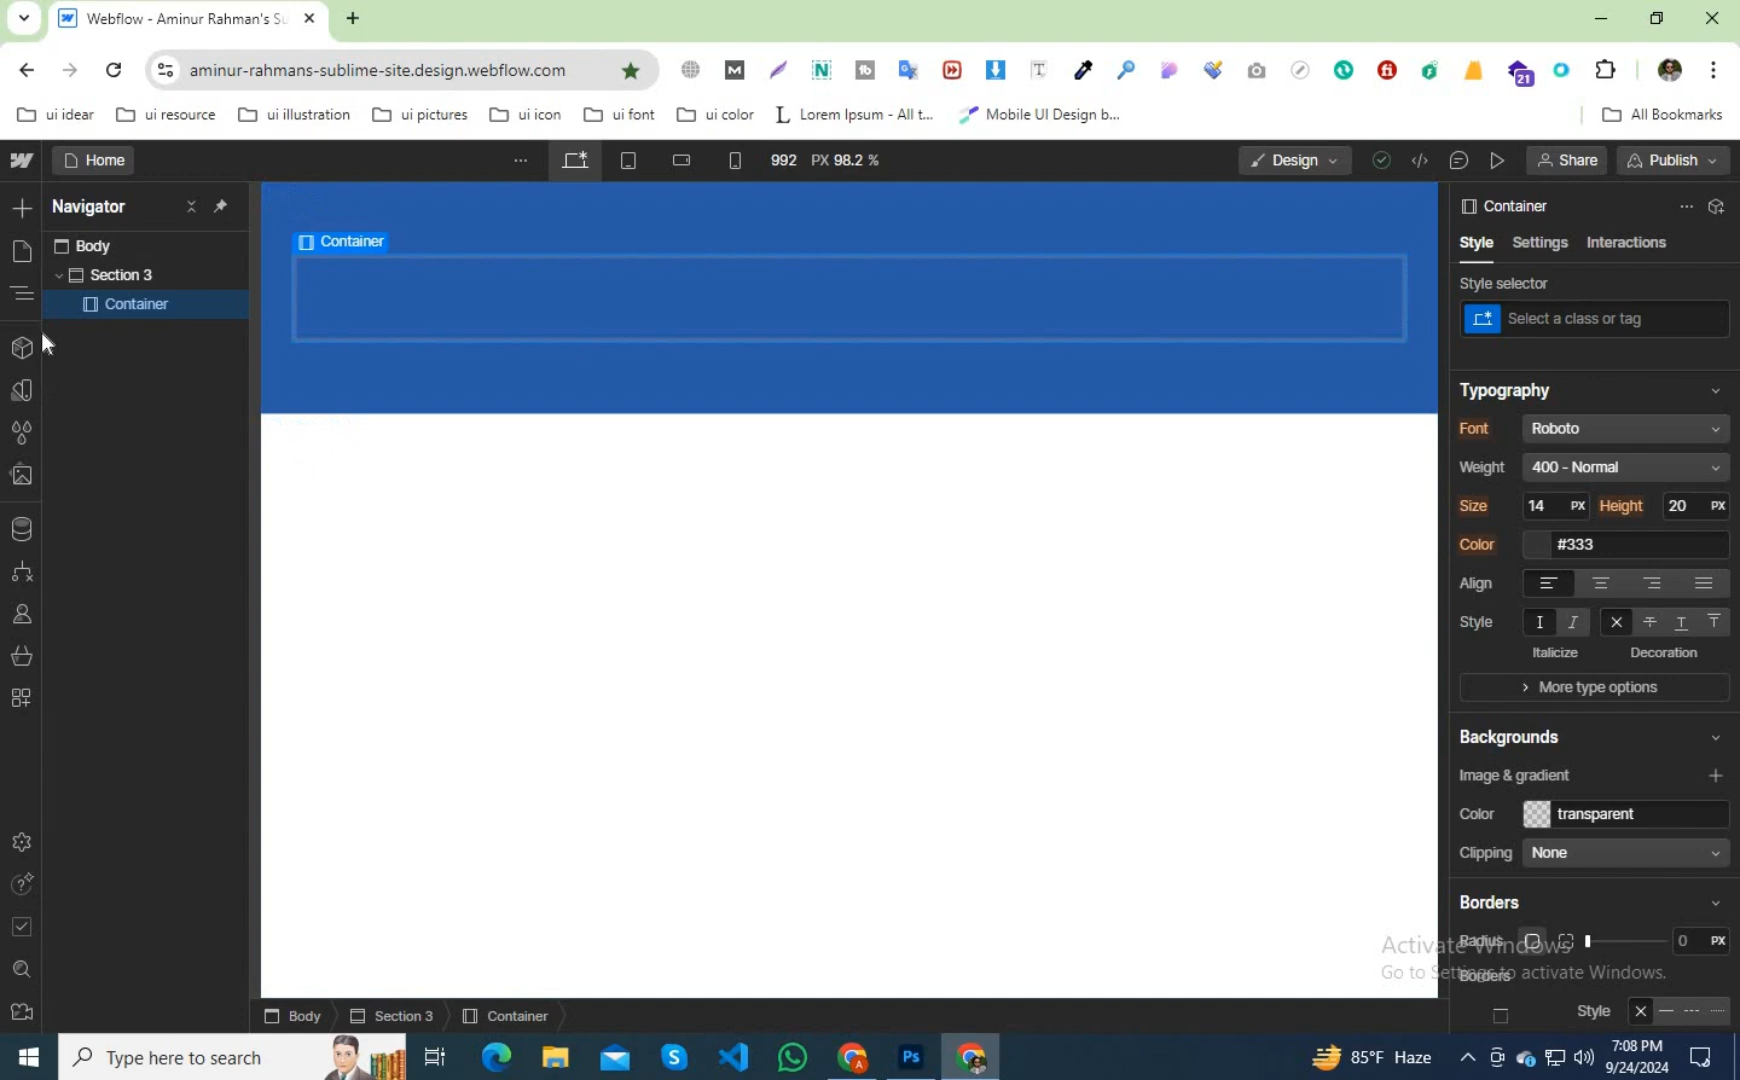 Webflow - Aminur Rahman's Su
aminur-rahmans-sublime-site.design.webflow.com
21
ui idear
ui resource
ui illustration
ui pictures
ui icon
ui font
ui color
Lorem Ipsum - All t...
Mobile UI Design b...
All Bookmarks
Home
992 PX 98.2 %
Design
Share
Publish
Navigator
Body
Section 3
Container
Container
Container
Style
Settings
Interactions
Style selector
Select a class or tag
Typography
Font
Roboto
Weight
400 - Normal
Size
14 PX
Height
20 PX
Color
#333
Align
Style
Italicize
Decoration
More type options
Backgrounds
Image & gradient
Color
transparent
Clipping
None
Borders
Radius
0 PX
Borders
Style
Activate Windows
Go to Settings to activate Windows.
Body
Section 3
Container
Type here to search
85°F Haze
7:08 PM
9/24/2024